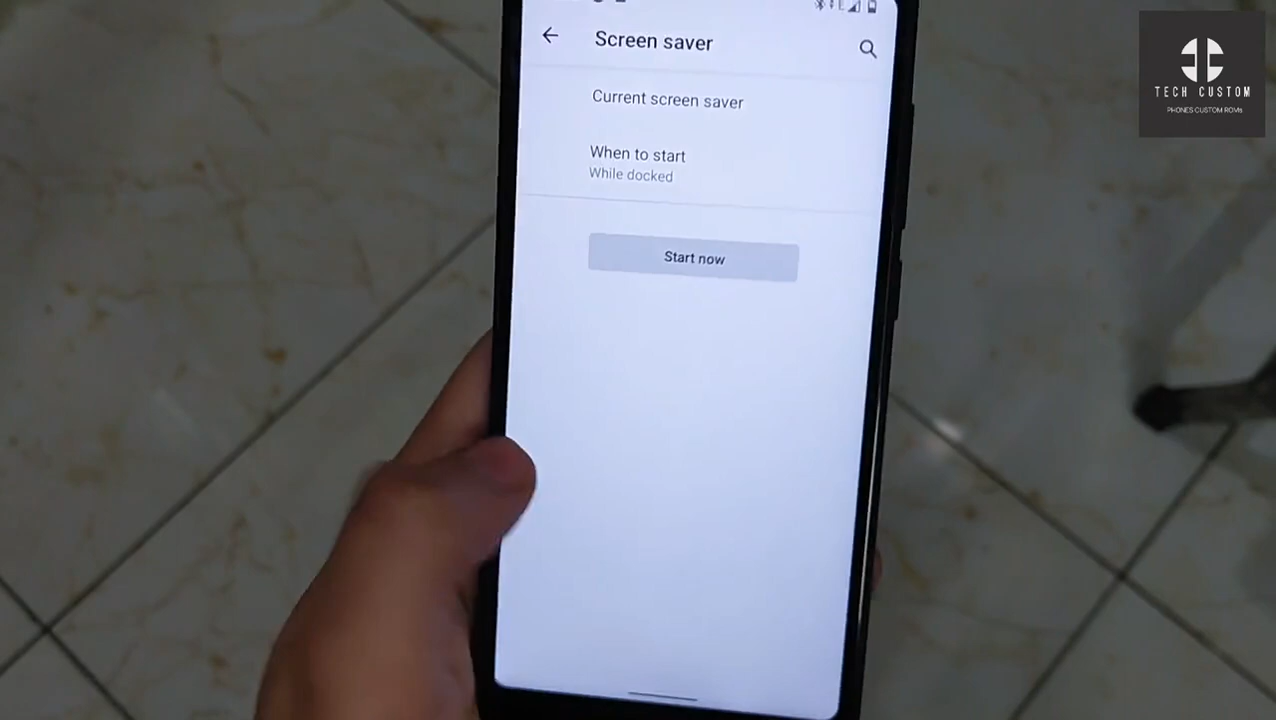 Screen saver
Current screen saver
When to start
While docked
Start now
TECH CUSTOM
PHONES CUSTOM ROMs